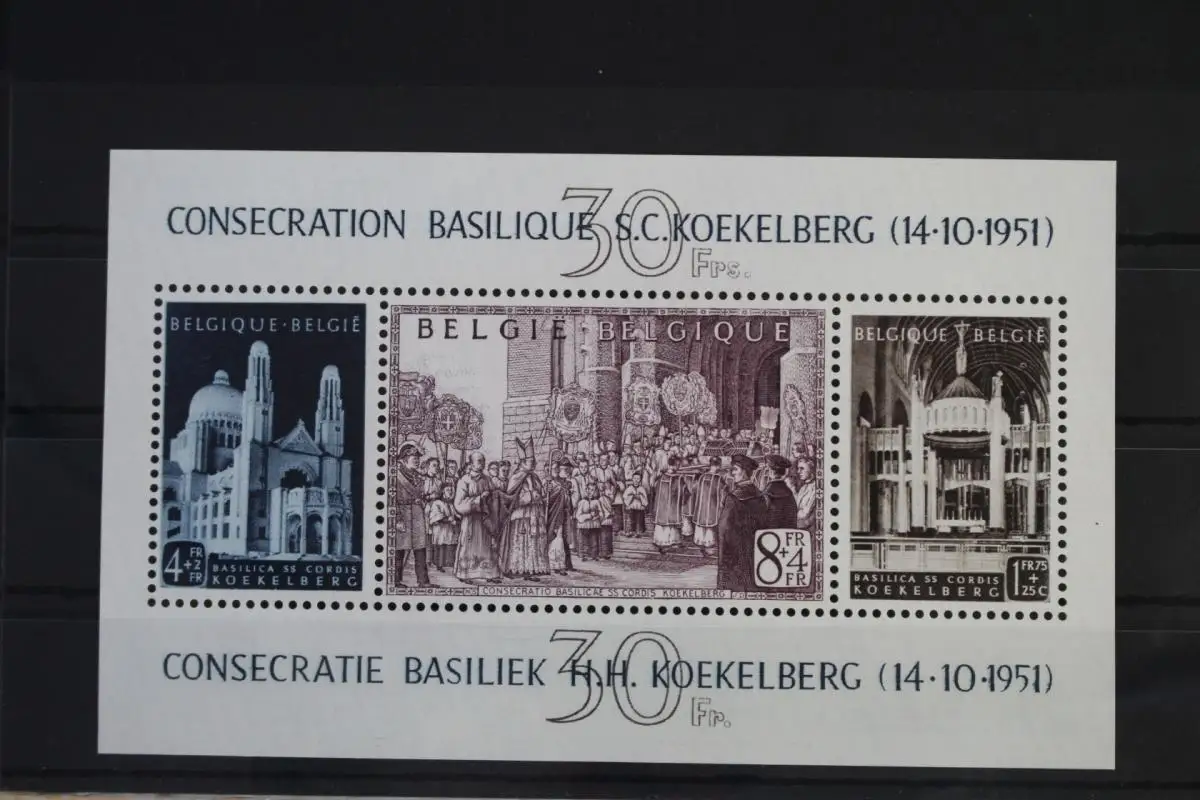 CONSECRATION BASILIQUE S.C. KOEKELBERG (14·10·1951)
30 Frs.
BELGIQUE·BELGIË
4 FR + 2 FR
BASILICA SS CORDIS
KOEKELBERG
BELGIË·BELGIQUE
8 FR + 4 FR
CONSECRATIO BASILICAE SS CORDIS KOEKELBERG
BELGIQUE·BELGIË
BASILICA SS CORDIS
KOEKELBERG
1 FR 75 + 25 C
CONSECRATIE BASILIEK H.H. KOEKELBERG (14·10·1951)
30 Fr.